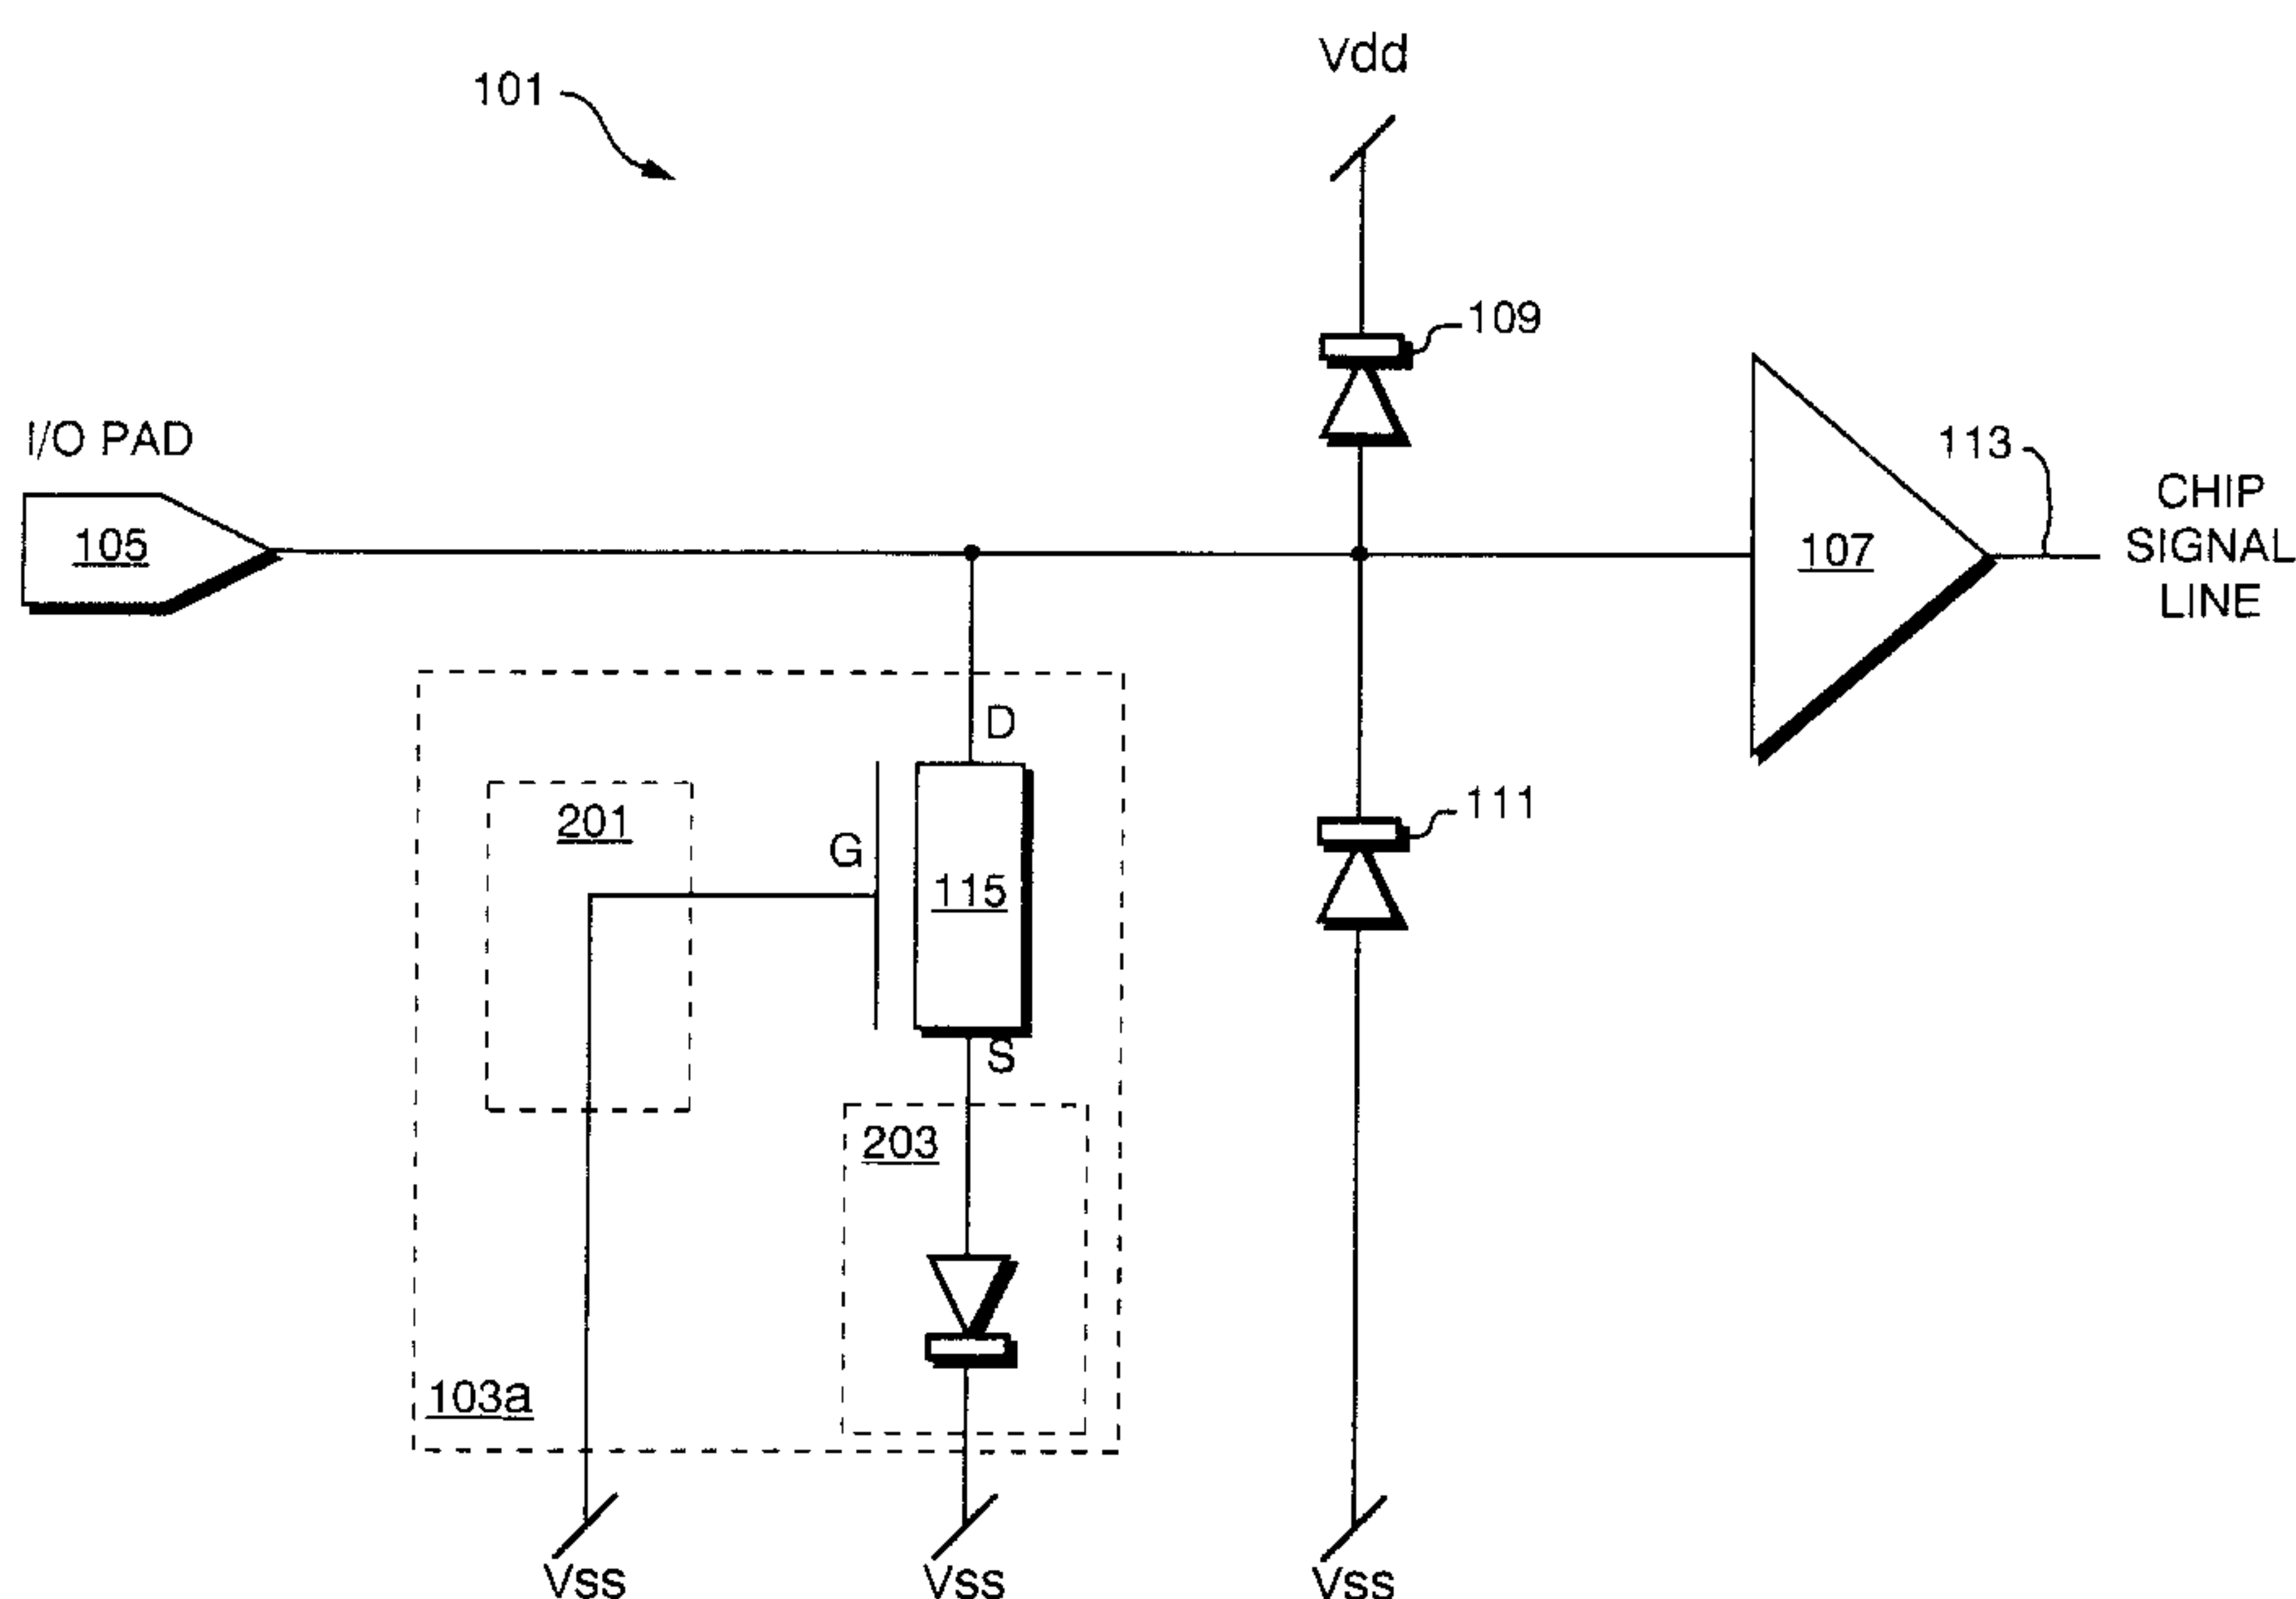 Vdd
101
109
I/O PAD
113
CHIP
SIGNAL
LINE
105
107
D
111
201
G
115
S
203
103a
Vss
Vss
Vss